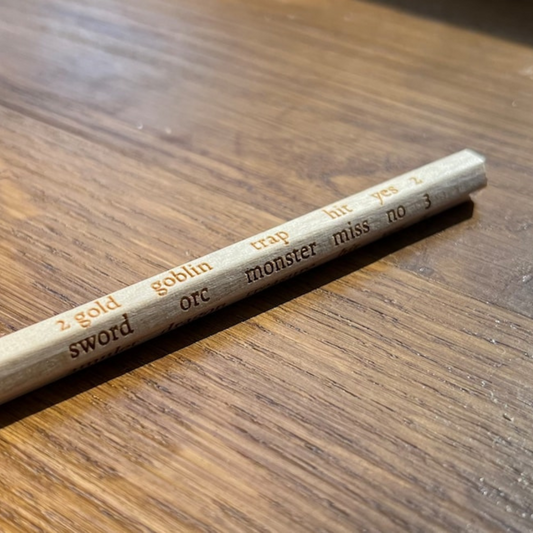 2 gold goblin trap hit yes 2
sword orc monster miss no 3